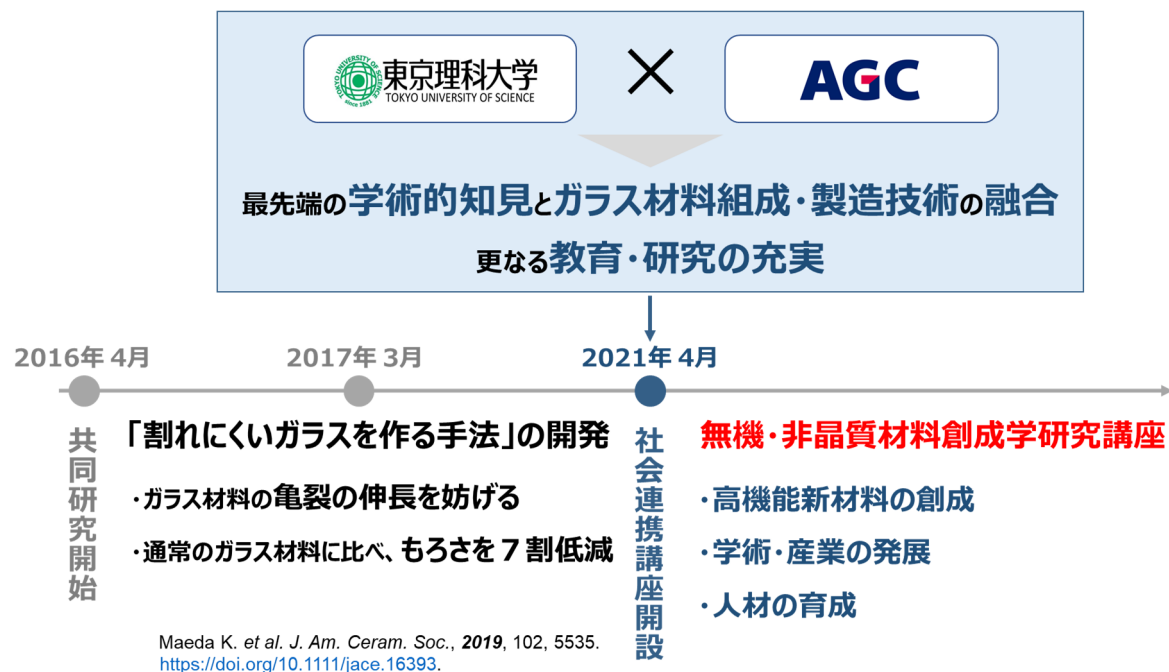 TOKYO UNIVERSITY OF SCIENCE
since 1881
東京理科大学
TOKYO UNIVERSITY OF SCIENCE
×
AGC
最先端の学術的知見とガラス材料組成・製造技術の融合
更なる教育・研究の充実
2016年 4月
2017年 3月
2021年 4月
共同研究開始
「割れにくいガラスを作る手法」の開発
・ガラス材料の亀裂の伸長を妨げる
・通常のガラス材料に比べ、もろさを7割低減
社会連携講座開設
無機・非晶質材料創成学研究講座
・高機能新材料の創成
・学術・産業の発展
・人材の育成
Maeda K. et al. J. Am. Ceram. Soc., 2019, 102, 5535.
https://doi.org/10.1111/jace.16393.